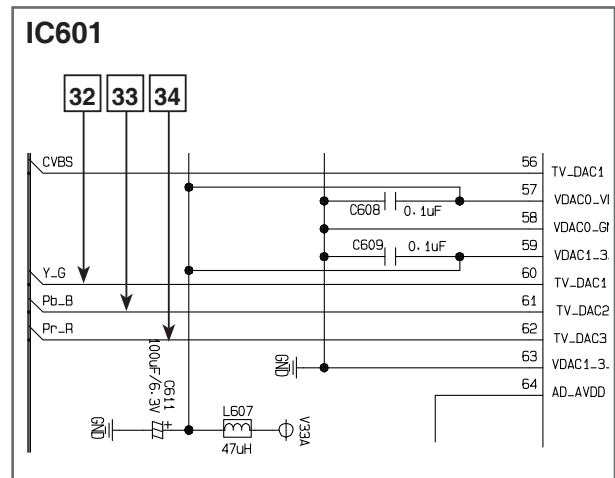 IC601
32 33 34
CVBS
56 TV_DAC1
57 VDAC0_VI
C608 0.1uF
58 VDAC0_G
C609 0.1uF
59 VDAC1_3.
Y_G
60 TV_DAC1
Pb_B
61 TV_DAC2
Pr_R
62 TV_DAC3
63 VDAC1_3-
GND
64 AD_AVDD
100uF/6.3V
C611
+
L607
47uH
GND
V33A